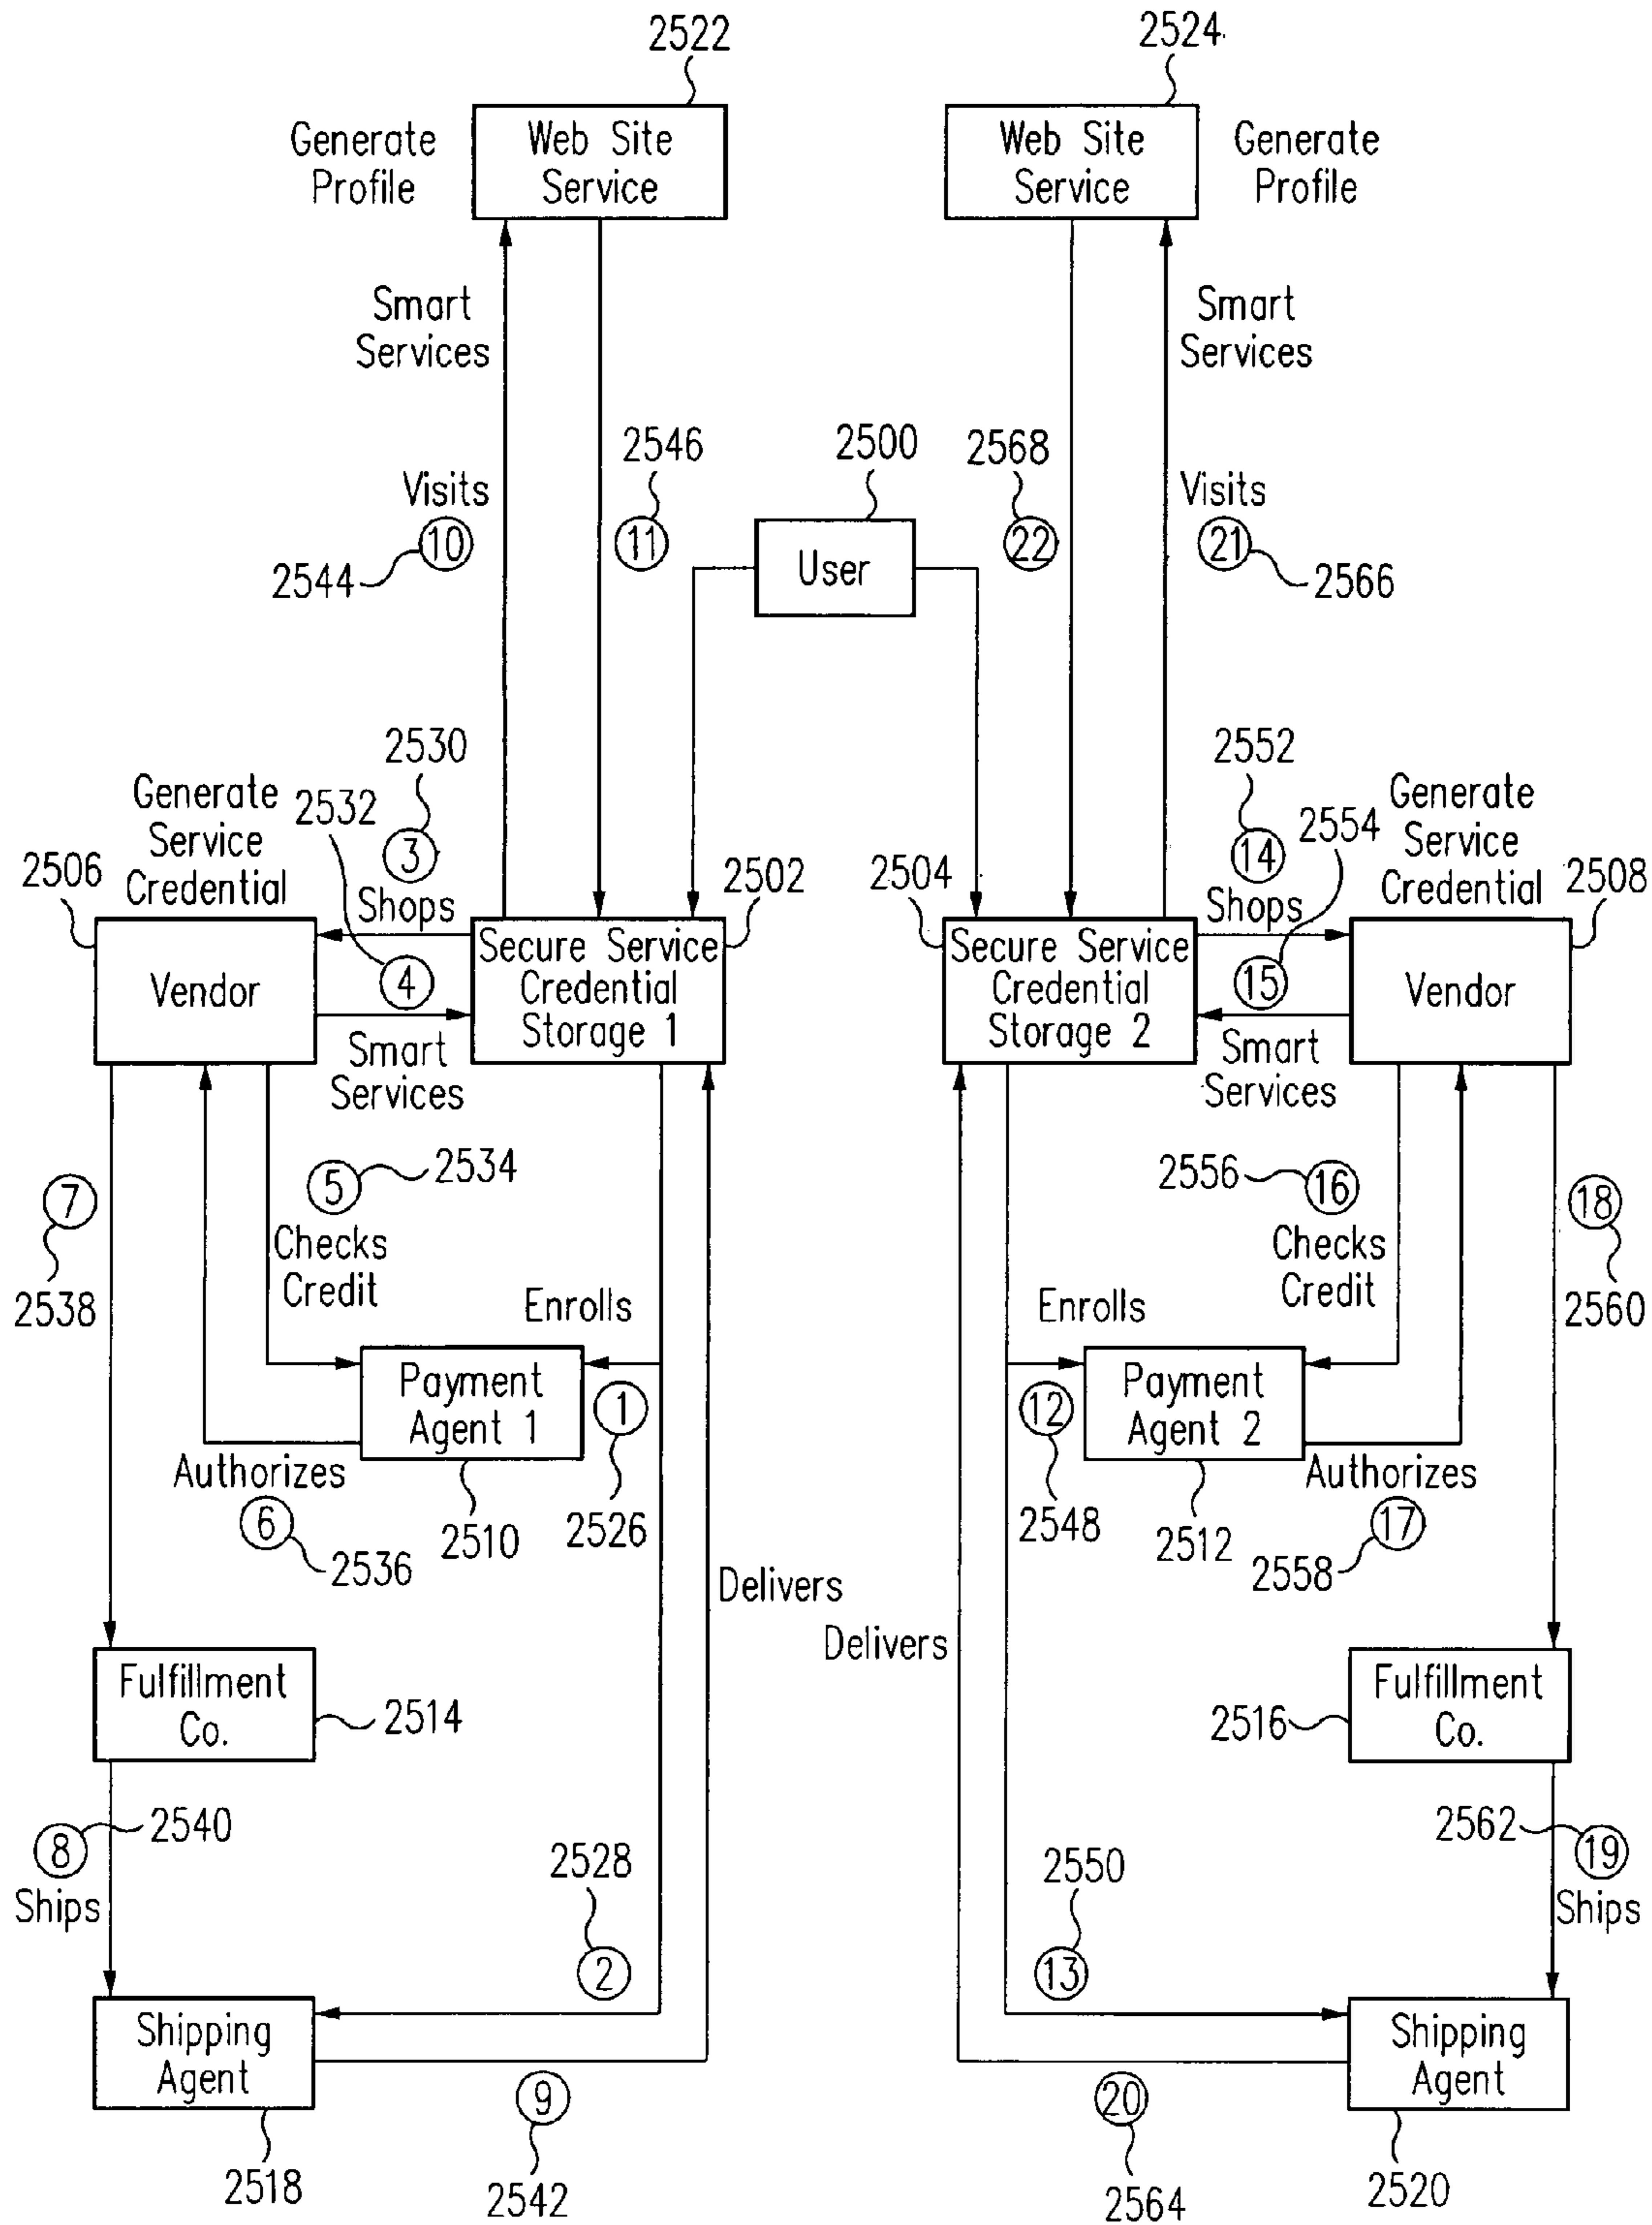 2522
2524
Generate
Profile
Web Site
Service
Web Site
Service
Generate
Profile
Smart
Services
Smart
Services
2546
2500
2568
Visits
10
11
User
22
Visits
21
2544
2566
2530
2552
Generate
Service
Credential
2532
3
14
2554
Generate
Service
Credential
2506
Shops
2502
2504
Shops
2508
Vendor
4
Secure Service
Credential
Storage 1
Secure Service
Credential
Storage 2
15
Vendor
Smart
Services
Smart
Services
7
5
2534
2556
16
18
2538
Checks
Credit
Checks
Credit
2560
Enrolls
Enrolls
Payment
Agent 1
1
12
Payment
Agent 2
Authorizes
6
2536
2510
2526
2548
2512
Authorizes
17
2558
Delivers
Delivers
Fulfillment
Co.
2514
2516
Fulfillment
Co.
8
2540
2562
19
Ships
2528
2550
Ships
2
13
Shipping
Agent
Shipping
Agent
9
20
2518
2542
2564
2520